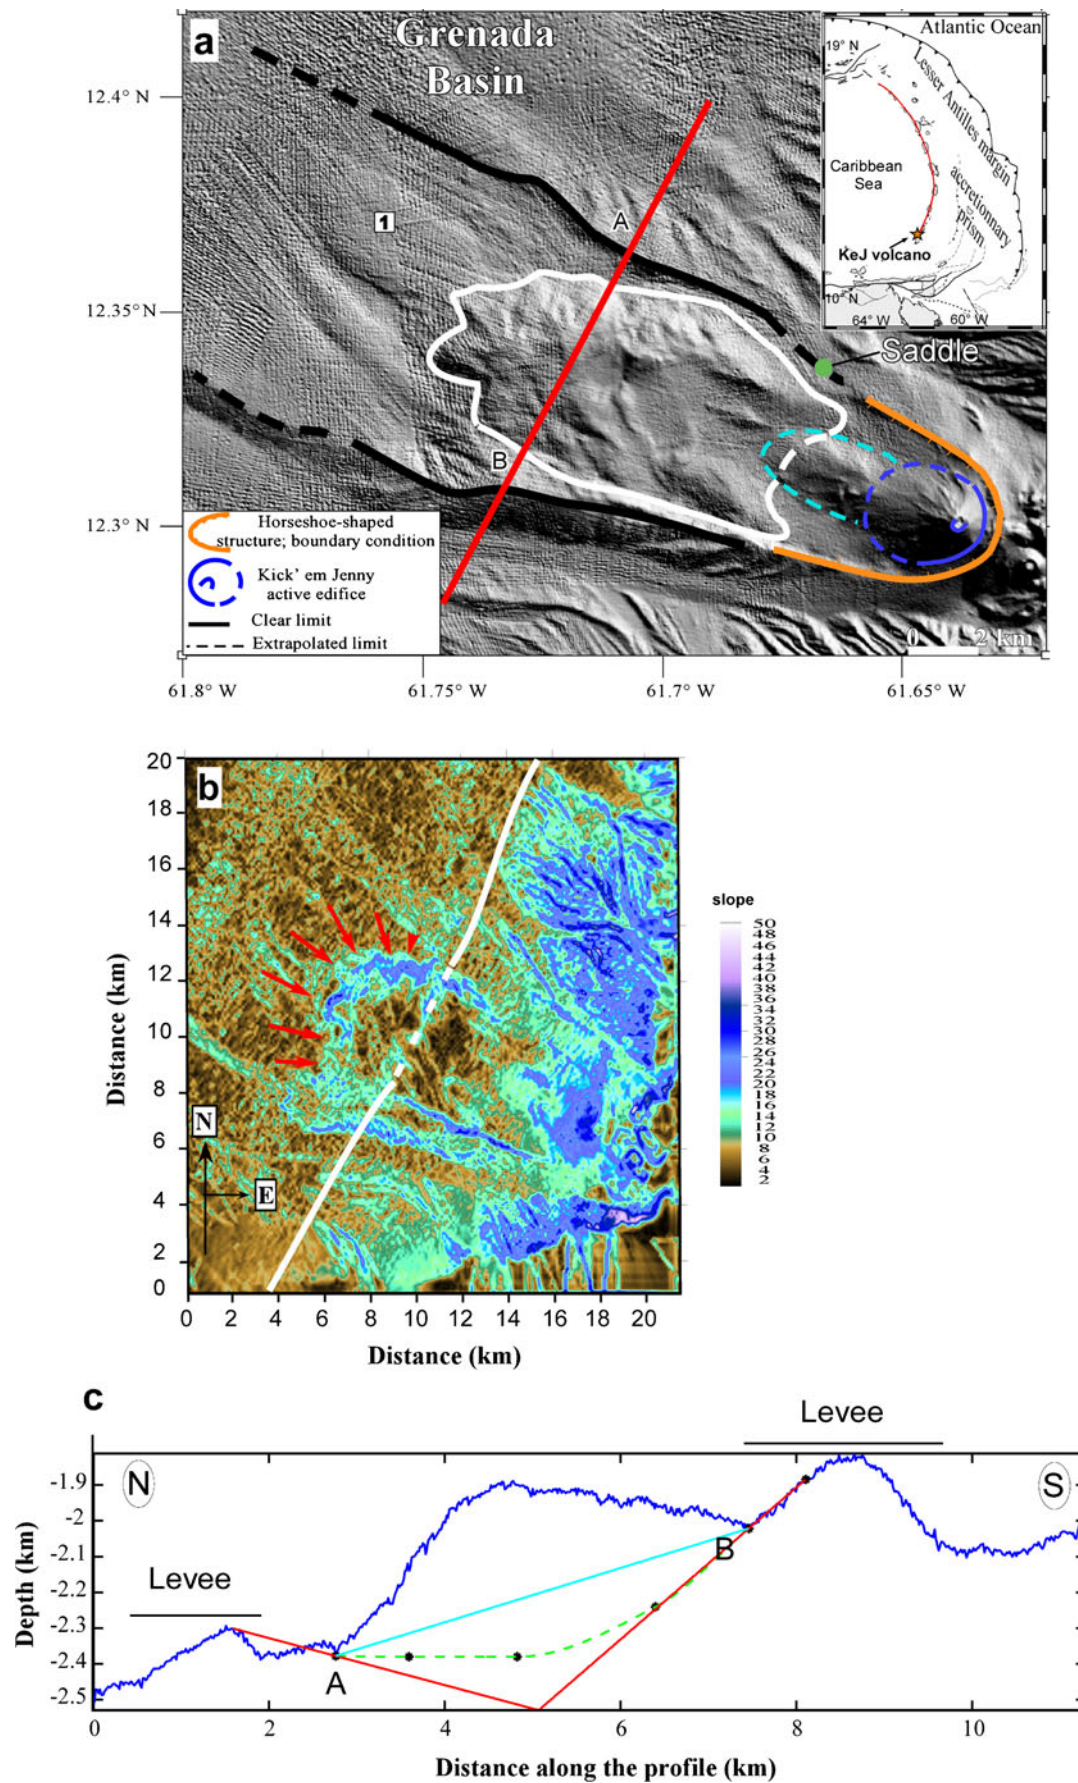 a
Grenada
Basin
12.4° N
12.35° N
12.3° N
1
A
B
Saddle
Atlantic Ocean
19° N
Lesser Antilles margin
accretionnary
prism
Caribbean
Sea
KeJ volcano
10° N
64° W
60° W
Horseshoe-shaped
structure; boundary condition
Kick' em Jenny
active edifice
Clear limit
Extrapolated limit
0 2 km
61.8° W 61.75° W 61.7° W 61.65° W
b
20
18
16
14
12
10
8
6
4
2
0
Distance (km)
N
E
0 2 4 6 8 10 12 14 16 18 20
Distance (km)
slope
50
48
46
44
42
40
38
36
34
32
30
28
26
24
22
20
18
16
14
12
10
8
6
4
2
c
Levee
N
S
Levee
A
B
-1.9
-2
-2.1
-2.2
-2.3
-2.4
-2.5
Depth (km)
0 2 4 6 8 10
Distance along the profile (km)